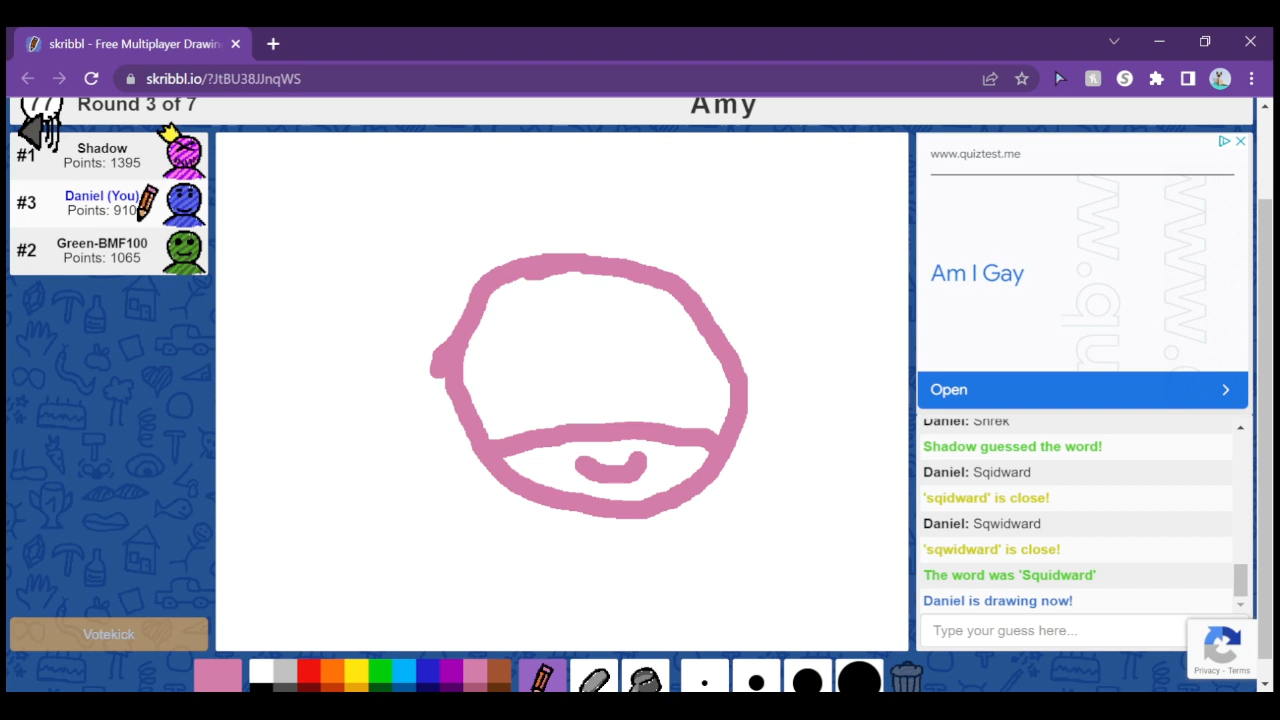 skribbl - Free Multiplayer Drawin
skribbl.io/?JtBU38JJnqWS
77
Round 3 of 7
Amy
#1
Shadow
Points: 1395
#3
Daniel (You)
Points: 910
#2
Green-BMF100
Points: 1065
Votekick
www.quiztest.me
Am I Gay
Open
Daniel: Shrek
Shadow guessed the word!
Daniel: Sqidward
'sqidward' is close!
Daniel: Sqwidward
'sqwidward' is close!
The word was 'Squidward'
Daniel is drawing now!
Type your guess here...
Privacy - Terms